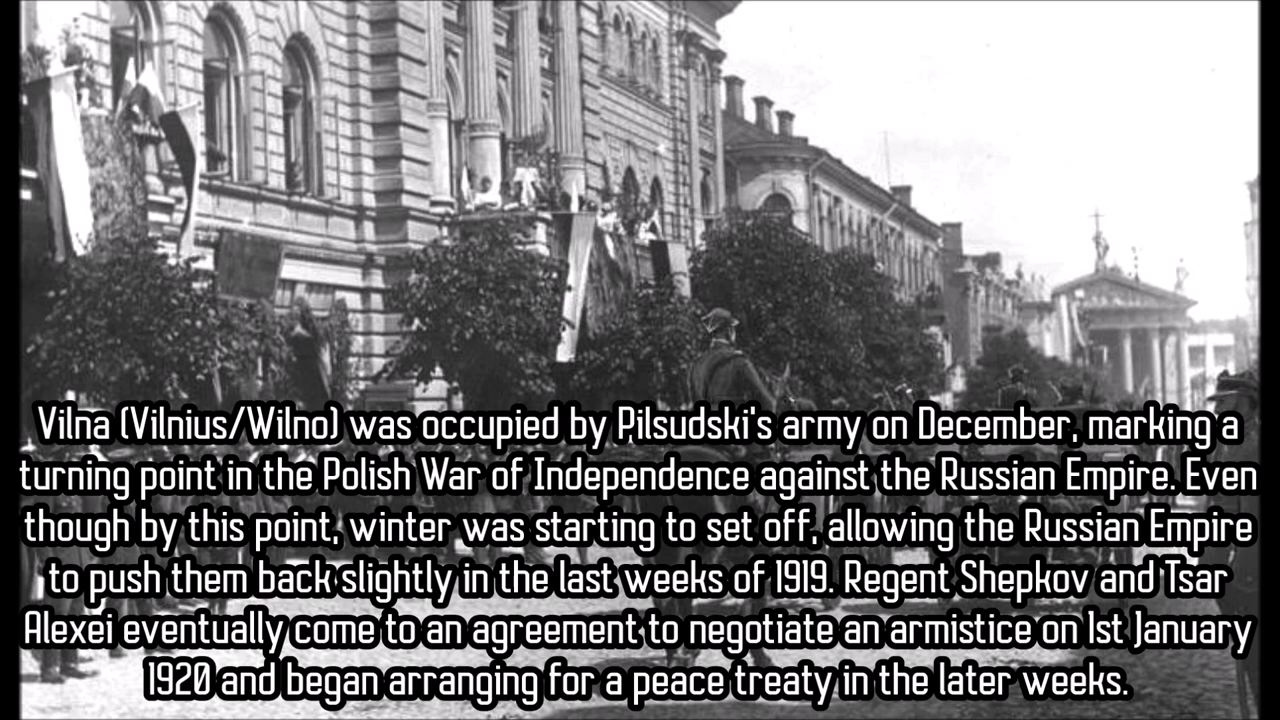 Vilna (Vilnius/Wilno) was occupied by Pilsudski's army on December, marking a
turning point in the Polish War of Independence against the Russian Empire. Even
though by this point, winter was starting to set off, allowing the Russian Empire
to push them back slightly in the last weeks of 1919. Regent Shepkov and Tsar
Alexei eventually come to an agreement to negotiate an armistice on 1st January
1920 and began arranging for a peace treaty in the later weeks.